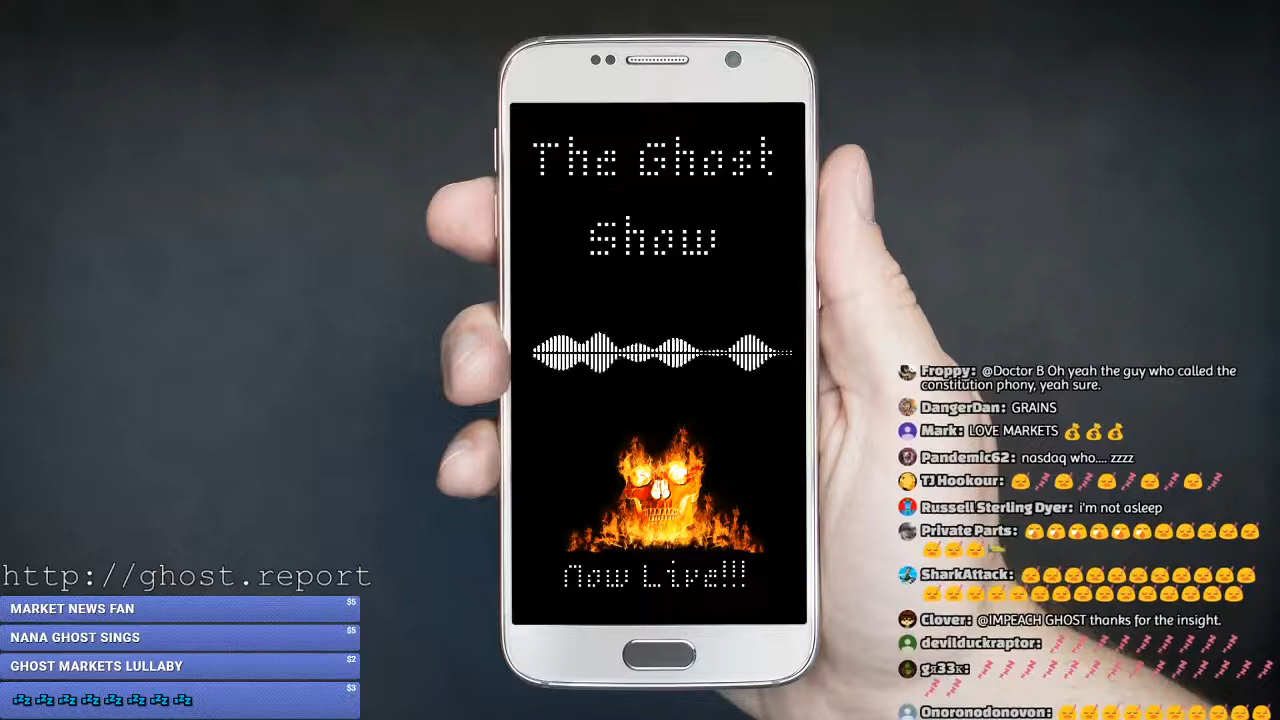 The Ghost
Show
Now Live!!!
http://ghost.report
MARKET NEWS FAN $5
NANA GHOST SINGS $5
GHOST MARKETS LULLABY $2
💤💤💤💤💤💤💤💤 $3
Froppy: @Doctor B Oh yeah the guy who called the
constitution phony, yeah sure.
DangerDan: GRAINS
Mark: LOVE MARKETS 💰 💰 💰
Pandemic62: nasdaq who.... zzzz
TJ Hookour:
Russell Sterling Dyer: i'm not asleep
Private Parts:
SharkAttack:
Clover: @IMPEACH GHOST thanks for the insight.
devilduckraptor:
gя33к:
Onoronodonovon: